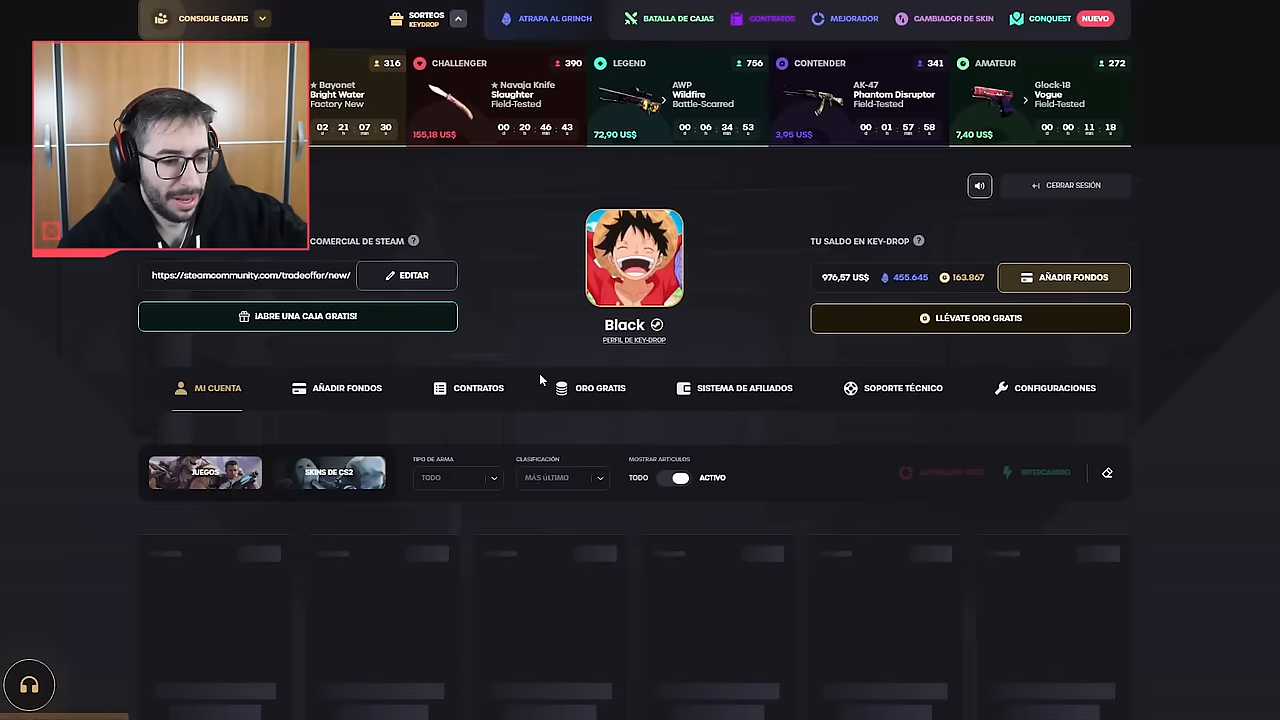 CONSIGUE GRATIS
SORTEOS
KEYDROP
ATRAPA AL GRINCH
BATALLA DE CAJAS
CONTRATOS
MEJORADOR
CAMBIADOR DE SKIN
CONQUEST
NUEVO
316
★ Bayonet
Bright Water
Factory New
02 21 07 30
CHALLENGER
390
★ Navaja Knife
Slaughter
Field-Tested
155,18 US$
00 : 20 : 46 : 43
LEGEND
756
AWP
Wildfire
Battle-Scarred
72,90 US$
00 : 06 : 34 : 53
CONTENDER
341
AK-47
Phantom Disruptor
Field-Tested
3,95 US$
00 : 01 : 57 : 58
AMATEUR
272
Glock-18
Vogue
Field-Tested
7,40 US$
00 : 00 : 11 : 18
CERRAR SESIÓN
COMERCIAL DE STEAM ?
https://steamcommunity.com/tradeoffer/new/
EDITAR
¡ABRE UNA CAJA GRATIS!
Black
PERFIL DE KEY-DROP
TU SALDO EN KEY-DROP ?
976,57 US$
455.645
163.867
AÑADIR FONDOS
LLÉVATE ORO GRATIS
MI CUENTA
AÑADIR FONDOS
CONTRATOS
ORO GRATIS
SISTEMA DE AFILIADOS
SOPORTE TÉCNICO
CONFIGURACIONES
JUEGOS
SKINS DE CS2
TIPO DE ARMA
TODO
CLASIFICACIÓN
MÁS ÚLTIMO
MOSTRAR ARTÍCULOS
TODO
ACTIVO
INTERCAMBIO